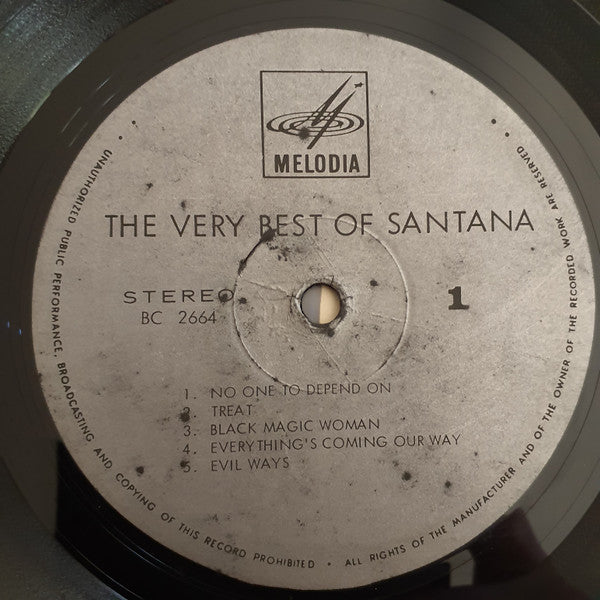 MELODIA
THE VERY BEST OF SANTANA
STEREO
BC 2664
1
1. NO ONE TO DEPEND ON
2. TREAT
3. BLACK MAGIC WOMAN
4. EVERYTHING'S COMING OUR WAY
5. EVIL WAYS
• UNAUTHORIZED PUBLIC PERFORMANCE, BROADCASTING AND COPYING OF THIS RECORD PROHIBITED • ALL RIGHTS OF THE MANUFACTURER AND OF THE OWNER OF THE RECORDED WORK ARE RESERVED •